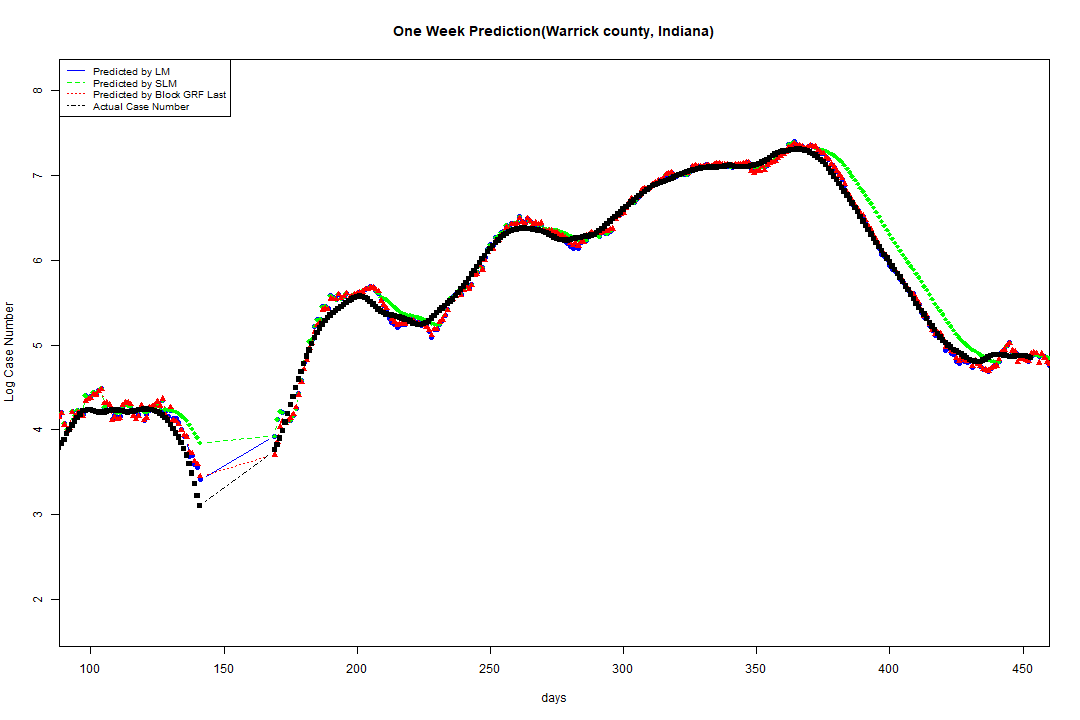 One Week Prediction(Warrick county, Indiana)
Predicted by LM
Predicted by SLM
Predicted by Block GRF Last
Actual Case Number
8
7
6
5
4
3
2
Log Case Number
100 150 200 250 300 350 400 450
days